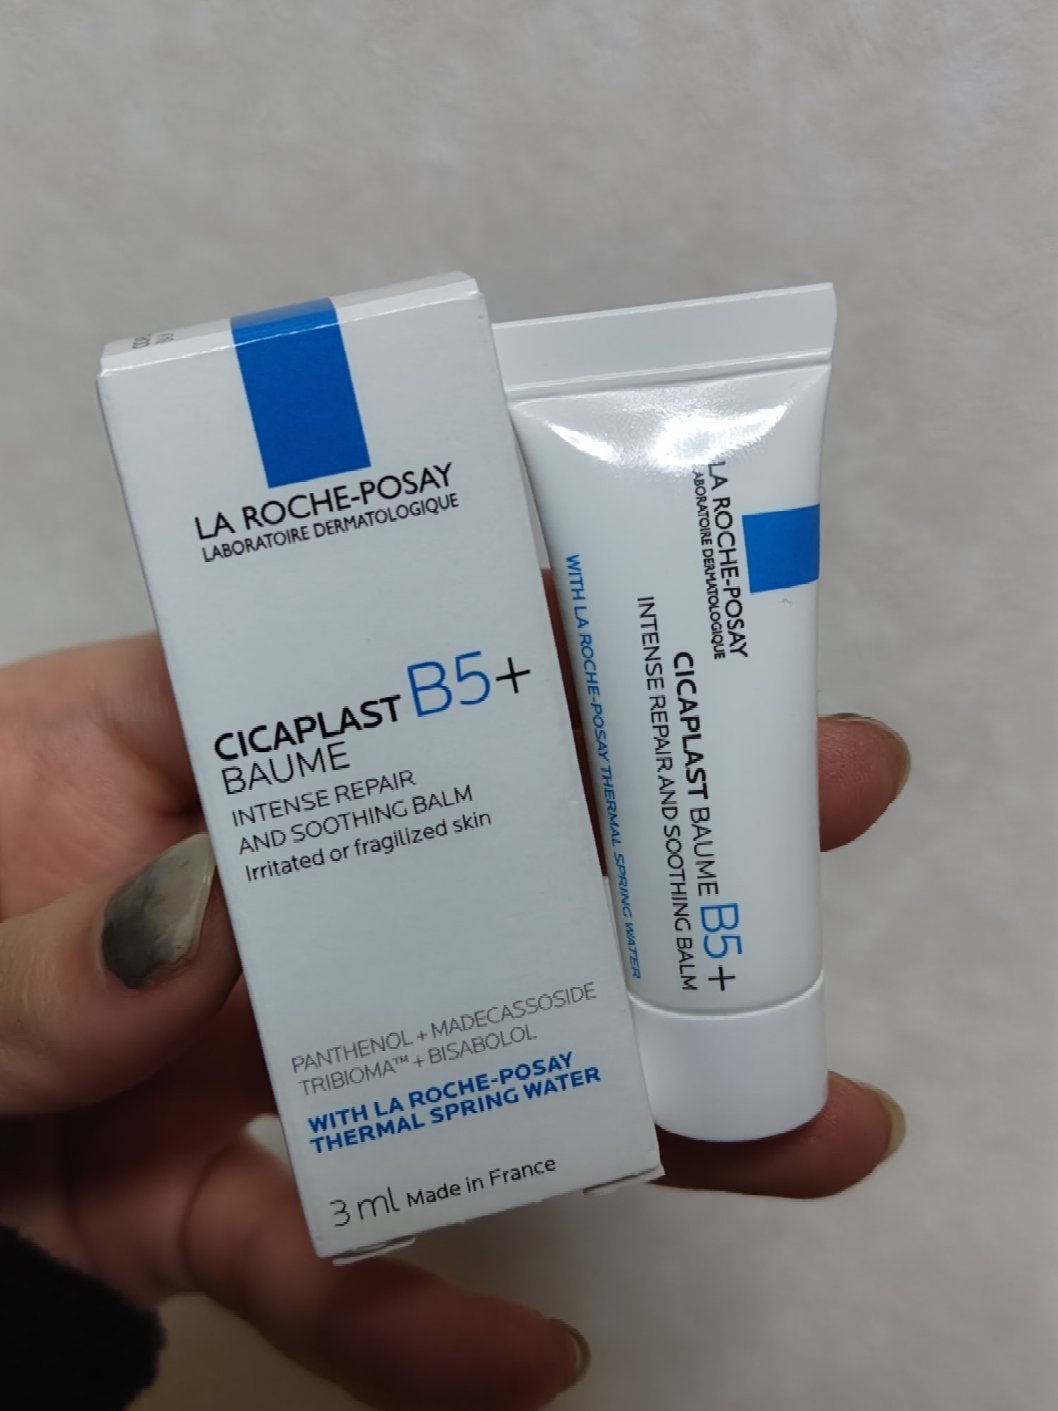 LA ROCHE-POSAY
LABORATOIRE DERMATOLOGIQUE
CICAPLAST B5+
BAUME
INTENSE REPAIR
AND SOOTHING BALM
Irritated or fragilized skin
PANTHENOL + MADECASSOSIDE
TRIBIOMA™ + BISABOLOL
WITH LA ROCHE-POSAY
THERMAL SPRING WATER
3 ml Made in France
LA ROCHE-POSAY
LABORATOIRE DERMATOLOGIQUE
CICAPLAST BAUME B5+
INTENSE REPAIR AND SOOTHING BALM
WITH LA ROCHE-POSAY THERMAL SPRING WATER